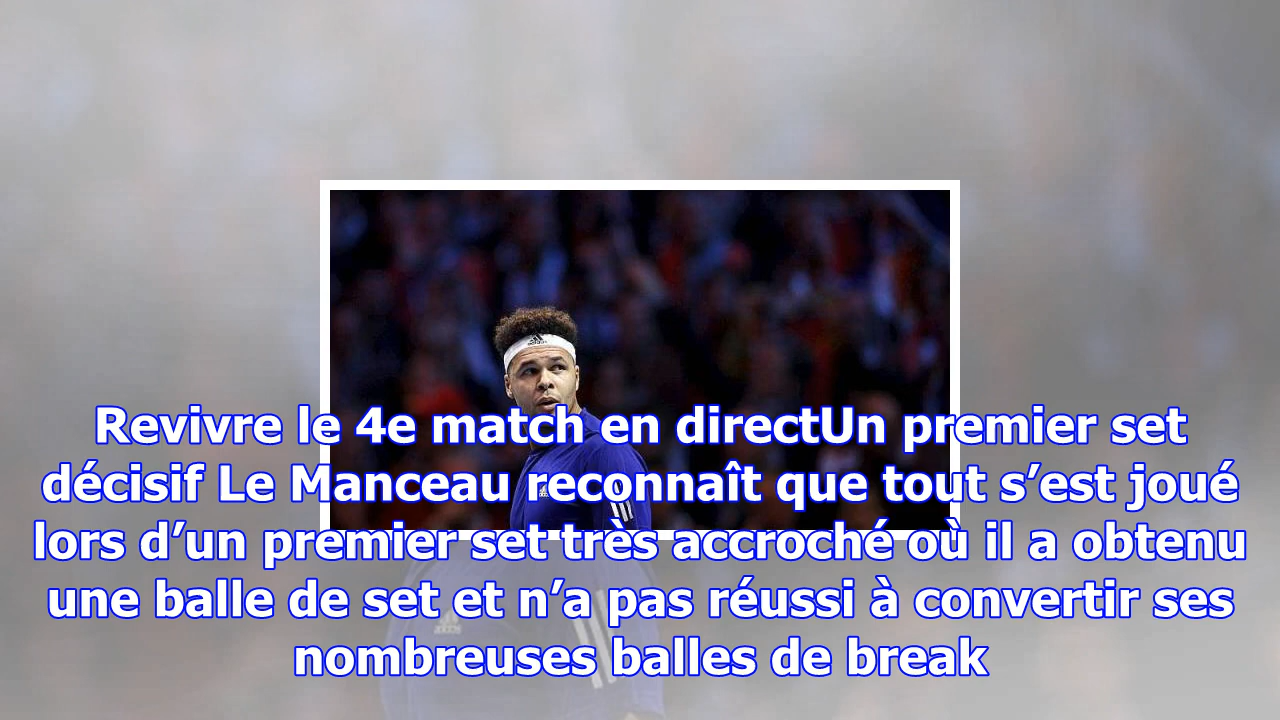 Revivre le 4e match en directUn premier set
décisif Le Manceau reconnaît que tout s’est joué
lors d’un premier set très accroché où il a obtenu
une balle de set et n’a pas réussi à convertir ses
nombreuses balles de break